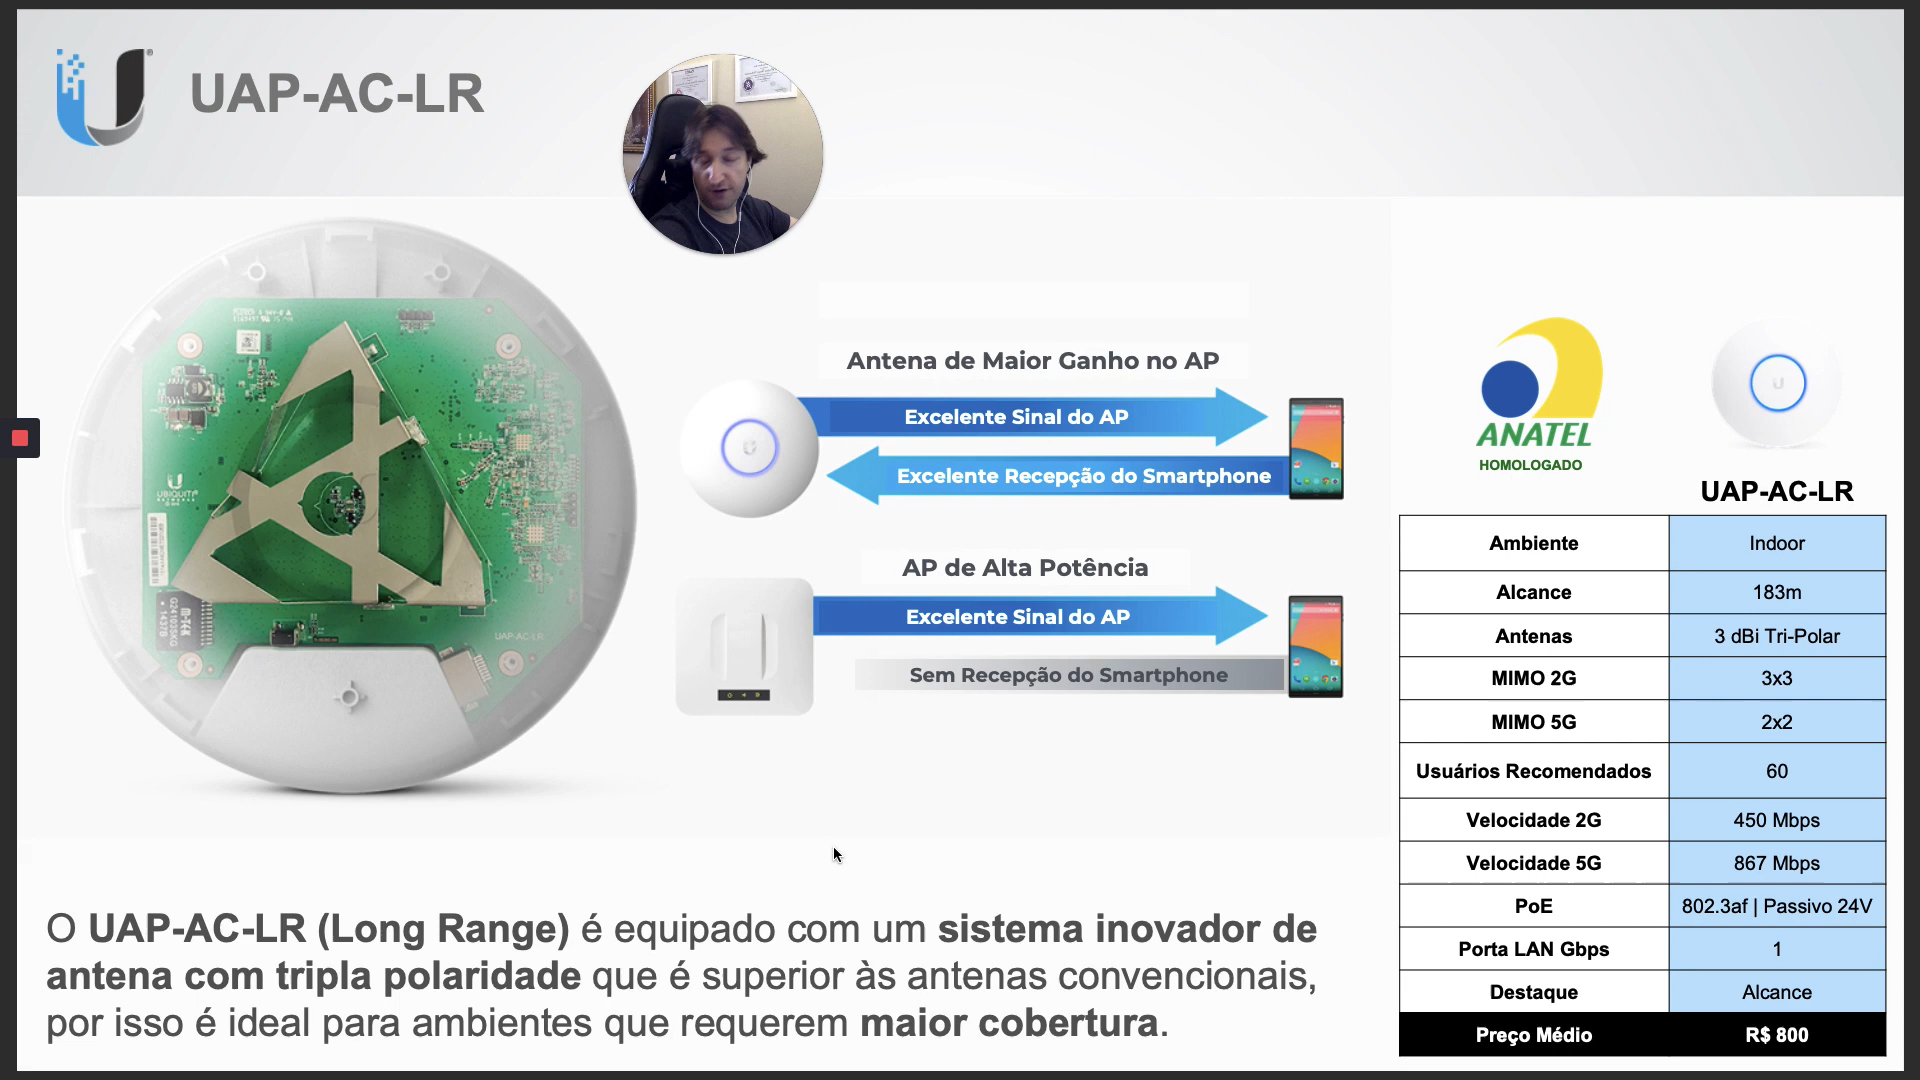 UAP-AC-LR
UBIQUITI
UAP-AC-LR
Antena de Maior Ganho no AP
Excelente Sinal do AP
Excelente Recepção do Smartphone
AP de Alta Potência
Excelente Sinal do AP
Sem Recepção do Smartphone
ANATEL
HOMOLOGADO
UAP-AC-LR
Ambiente Indoor
Alcance 183m
Antenas 3 dBi Tri-Polar
MIMO 2G 3x3
MIMO 5G 2x2
Usuários Recomendados 60
Velocidade 2G 450 Mbps
Velocidade 5G 867 Mbps
PoE 802.3af | Passivo 24V
Porta LAN Gbps 1
Destaque Alcance
Preço Médio R$ 800
O UAP-AC-LR (Long Range) é equipado com um sistema inovador de
antena com tripla polaridade que é superior às antenas convencionais,
por isso é ideal para ambientes que requerem maior cobertura.